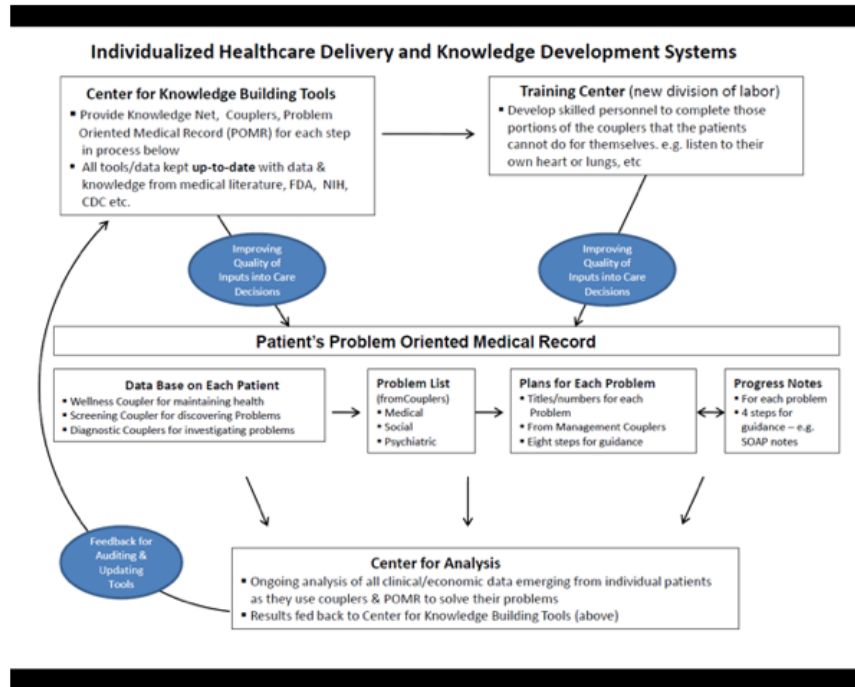 Individualized Healthcare Delivery and Knowledge Development Systems
Center for Knowledge Building Tools
▪ Provide Knowledge Net, Couplers, Problem
Oriented Medical Record (POMR) for each step
in process below
▪ All tools/data kept up-to-date with data &
knowledge from medical literature, FDA, NIH,
CDC etc.
Training Center (new division of labor)
▪ Develop skilled personnel to complete those
portions of the couplers that the patients
cannot do for themselves. e.g. listen to their
own heart or lungs, etc
Improving
Quality of
Inputs into Care
Decisions
Improving
Quality of
Inputs into Care
Decisions
Patient's Problem Oriented Medical Record
Data Base on Each Patient
▪ Wellness Coupler for maintaining health
▪ Screening Coupler for discovering Problems
▪ Diagnostic Couplers for investigating problems
Problem List
(fromCouplers)
▪ Medical
▪ Social
▪ Psychiatric
Plans for Each Problem
▪ Titles/numbers for each
Problem
▪ From Management Couplers
▪ Eight steps for guidance
Progress Notes
▪ For each problem
▪ 4 steps for
guidance – e.g.
SOAP notes
Feedback for
Auditing &
Updating
Tools
Center for Analysis
▪ Ongoing analysis of all clinical/economic data emerging from individual patients
as they use couplers & POMR to solve their problems
▪ Results fed back to Center for Knowledge Building Tools (above)